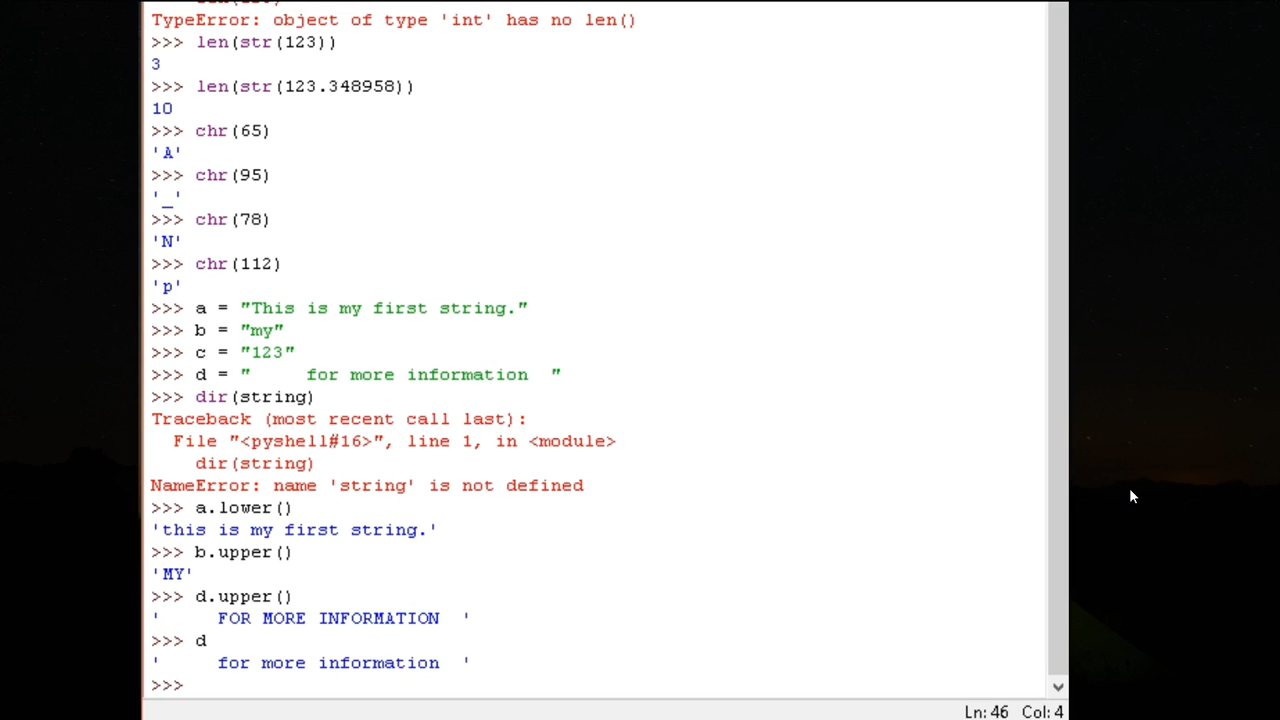 TypeError: object of type 'int' has no len()
>>> len(str(123))
3
>>> len(str(123.348958))
10
>>> chr(65)
'A'
>>> chr(95)
'_'
>>> chr(78)
'N'
>>> chr(112)
'p'
>>> a = "This is my first string."
>>> b = "my"
>>> c = "123"
>>> d = "     for more information  "
>>> dir(string)
Traceback (most recent call last):
  File "<pyshell#16>", line 1, in <module>
    dir(string)
NameError: name 'string' is not defined
>>> a.lower()
'this is my first string.'
>>> b.upper()
'MY'
>>> d.upper()
'     FOR MORE INFORMATION  '
>>> d
'     for more information  '
>>>
Ln: 46 Col: 4